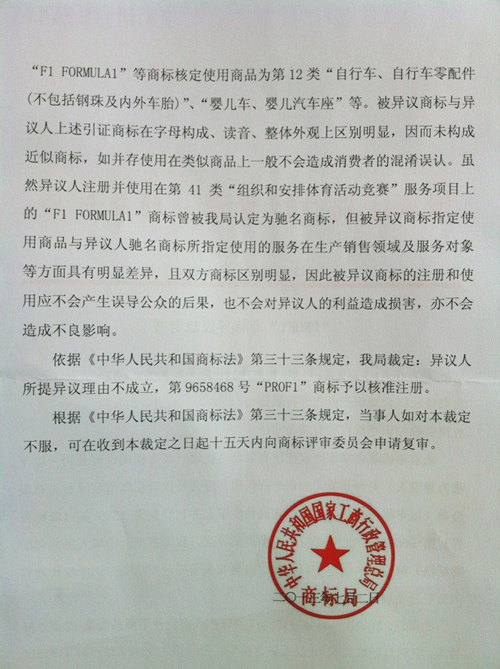 “F1 FORMULA1”等商标核定使用商品为第12类“自行车、自行车零配件
(不包括钢珠及内外车胎)”、“婴儿车、婴儿汽车座”等。被异议商标与异
议人上述引证商标在字母构成、读音、整体外观上区别明显，因而未构成
近似商标，如并存使用在类似商品上一般不会造成消费者的混淆误认。虽
然异议人注册并使用在第 41 类“组织和安排体育活动竞赛”服务项目上
的“F1 FORMULA1”商标曾被我局认定为驰名商标，但被异议商标指定使
用商品与异议人驰名商标所指定使用的服务在生产销售领域及服务对象
等方面具有明显差异，且双方商标区别明显，因此被异议商标的注册和使
用应不会产生误导公众的后果，也不会对异议人的利益造成损害，亦不会
造成不良影响。
依据《中华人民共和国商标法》第三十三条规定，我局裁定：异议人
所提异议理由不成立，第 9658468 号“PROF1”商标予以核准注册。
根据《中华人民共和国商标法》第三十三条规定，当事人如对本裁定
不服，可在收到本裁定之日起十五天内向商标评审委员会申请复审。
中华人民共和国国家工商行政管理总局
商标局
二〇一三年七月二日